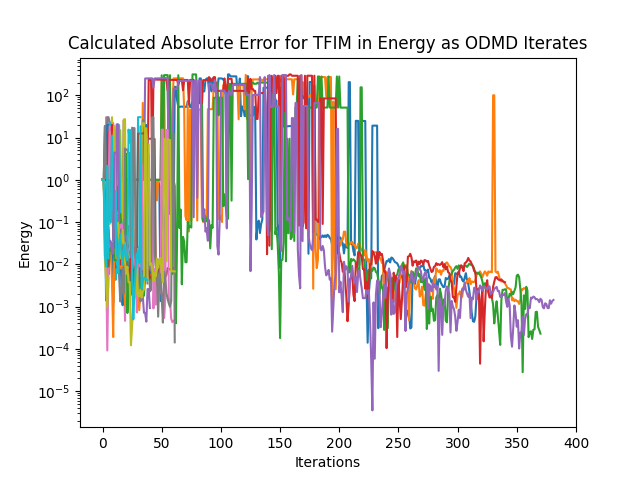 Calculated Absolute Error for TFIM in Energy as ODMD Iterates
10²
10¹
10⁰
10⁻¹
10⁻²
10⁻³
10⁻⁴
10⁻⁵
Energy
0 50 100 150 200 250 300 350 400
Iterations